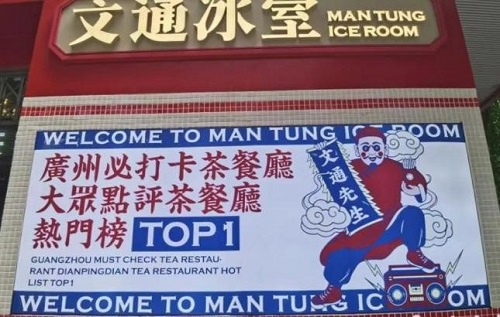 文通冰室
MAN TUNG
ICE ROOM
WELCOME TO MAN TUNG ICE ROOM
廣州必打卡茶餐廳
大眾點評茶餐廳
熱門榜 TOP1
GUANGZHOU MUST CHECK TEA RESTAU-
RANT DIANPINGDIAN TEA RESTAURANT HOT
LIST TOP1
文通先生
WELCOME TO MAN TUNG ICE ROOM